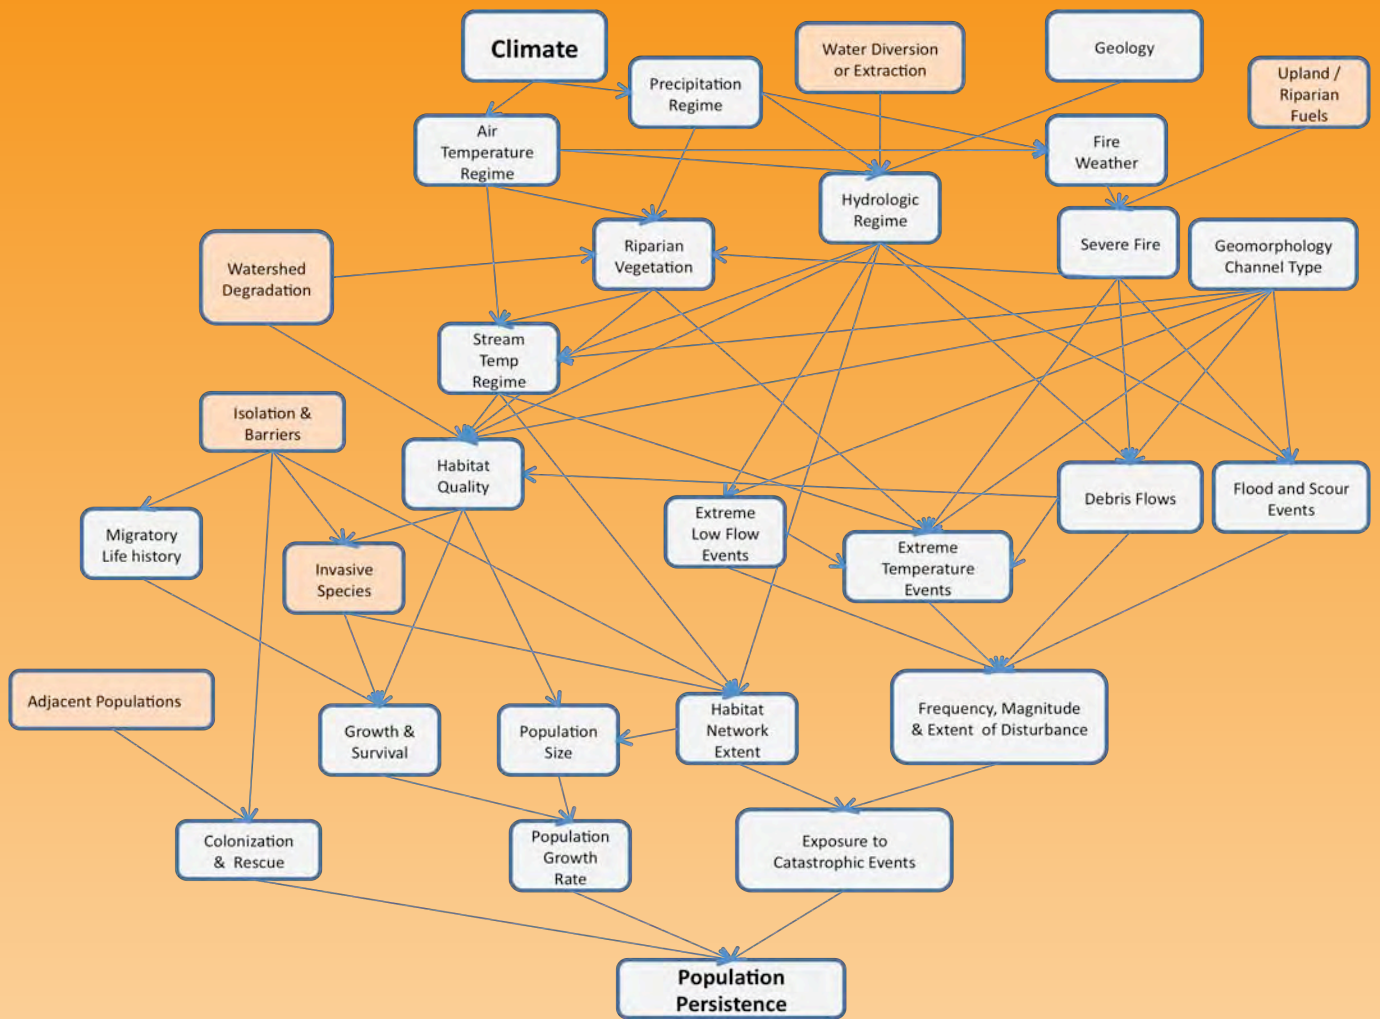 Climate
Precipitation
Regime
Water Diversion
or Extraction
Geology
Upland /
Riparian
Fuels
Air
Temperature
Regime
Fire
Weather
Hydrologic
Regime
Severe Fire
Geomorphology
Channel Type
Riparian
Vegetation
Watershed
Degradation
Stream
Temp
Regime
Isolation &
Barriers
Habitat
Quality
Debris Flows
Flood and Scour
Events
Migratory
Life history
Extreme
Low Flow
Events
Extreme
Temperature
Events
Invasive
Species
Adjacent Populations
Growth &
Survival
Population
Size
Habitat
Network
Extent
Frequency, Magnitude
& Extent of Disturbance
Colonization
& Rescue
Population
Growth
Rate
Exposure to
Catastrophic Events
Population
Persistence